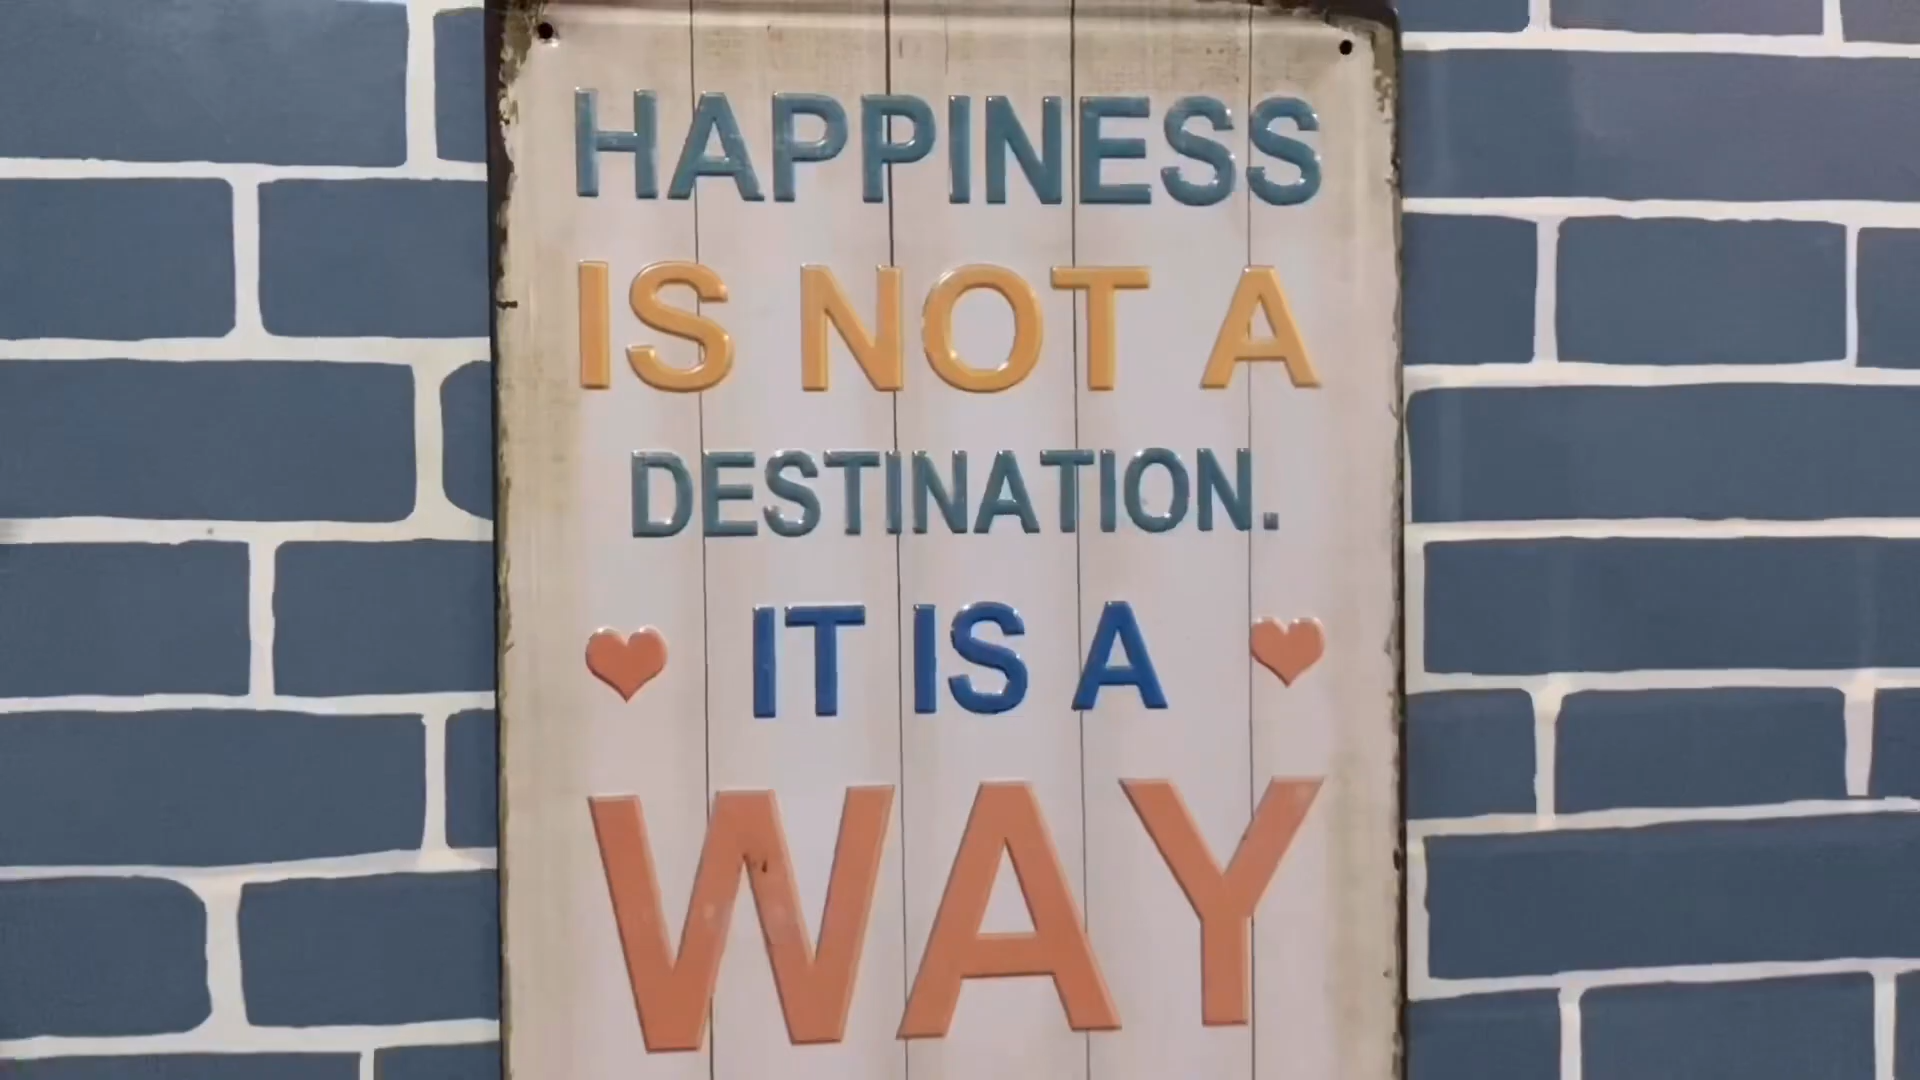 HAPPINESS
IS NOT A
DESTINATION.
IT IS A
WAY